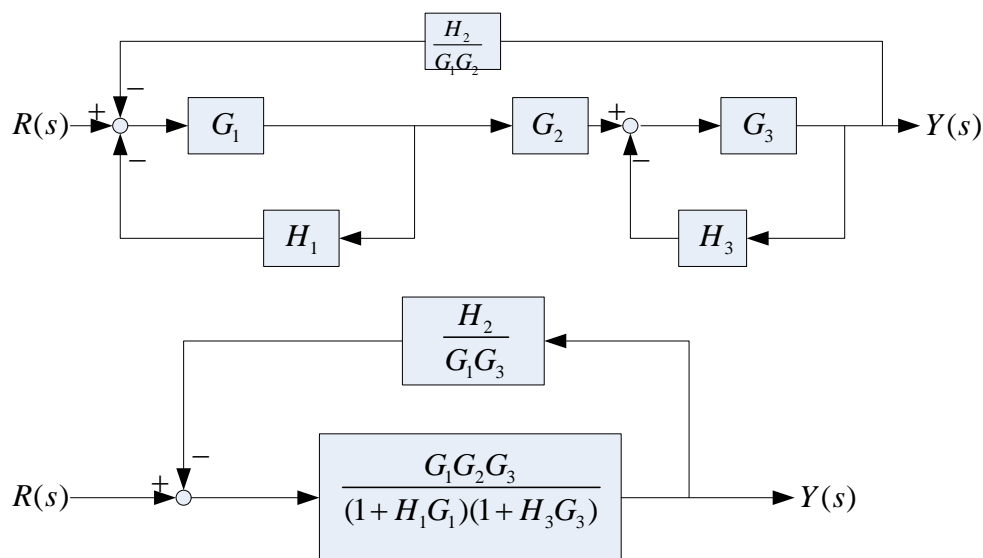 H₂
G₁G₂
−
R(s) + G₁ G₂ + G₃ Y(s)
− −
H₁ H₃
H₂
G₁G₃
−
G₁G₂G₃
R(s) + Y(s)
(1+H₁G₁)(1+H₃G₃)